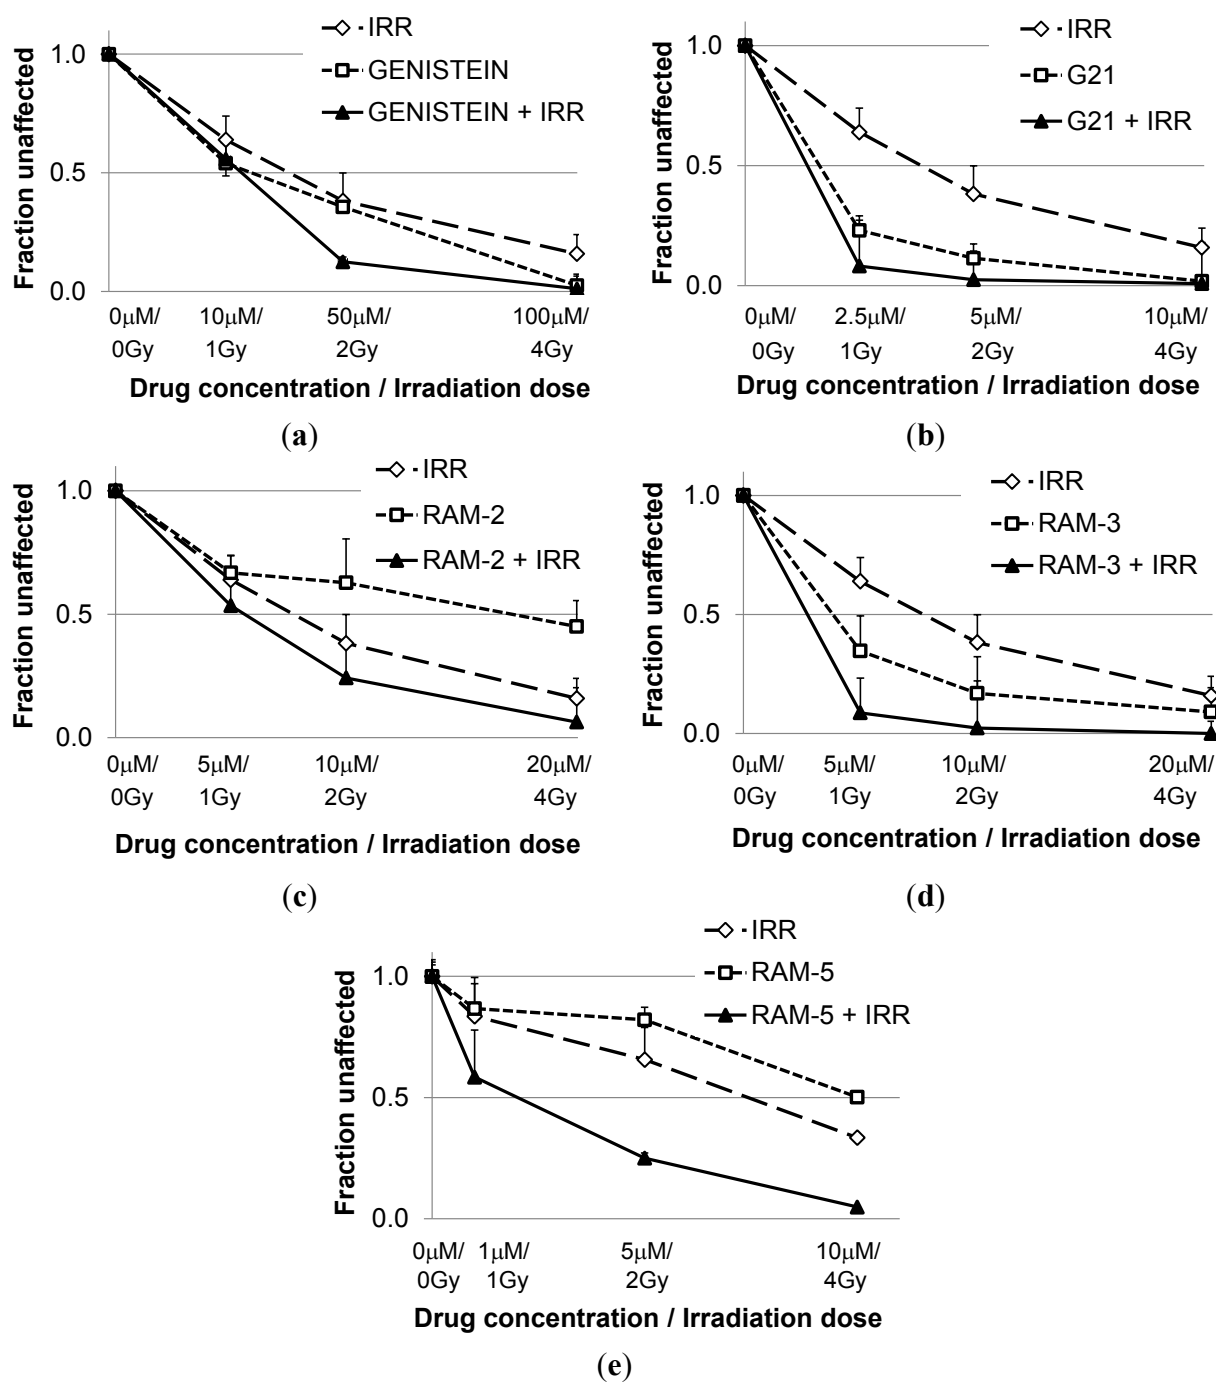 IRR
GENISTEIN
GENISTEIN + IRR
Fraction unaffected
1.0
0.5
0.0
0μM/ 10μM/ 50μM/ 100μM/
0Gy 1Gy 2Gy 4Gy
Drug concentration / Irradiation dose
(a)
IRR
G21
G21 + IRR
Fraction unaffected
1.0
0.5
0.0
0μM/ 2.5μM/ 5μM/ 10μM/
0Gy 1Gy 2Gy 4Gy
Drug concentration / Irradiation dose
(b)
IRR
RAM-2
RAM-2 + IRR
Fraction unaffected
1.0
0.5
0.0
0μM/ 5μM/ 10μM/ 20μM/
0Gy 1Gy 2Gy 4Gy
Drug concentration / Irradiation dose
(c)
IRR
RAM-3
RAM-3 + IRR
Fraction unaffected
1.0
0.5
0.0
0μM/ 5μM/ 10μM/ 20μM/
0Gy 1Gy 2Gy 4Gy
Drug concentration / Irradiation dose
(d)
IRR
RAM-5
RAM-5 + IRR
Fraction unaffected
1.0
0.5
0.0
0μM/ 1μM/ 5μM/ 10μM/
0Gy 1Gy 2Gy 4Gy
Drug concentration / Irradiation dose
(e)